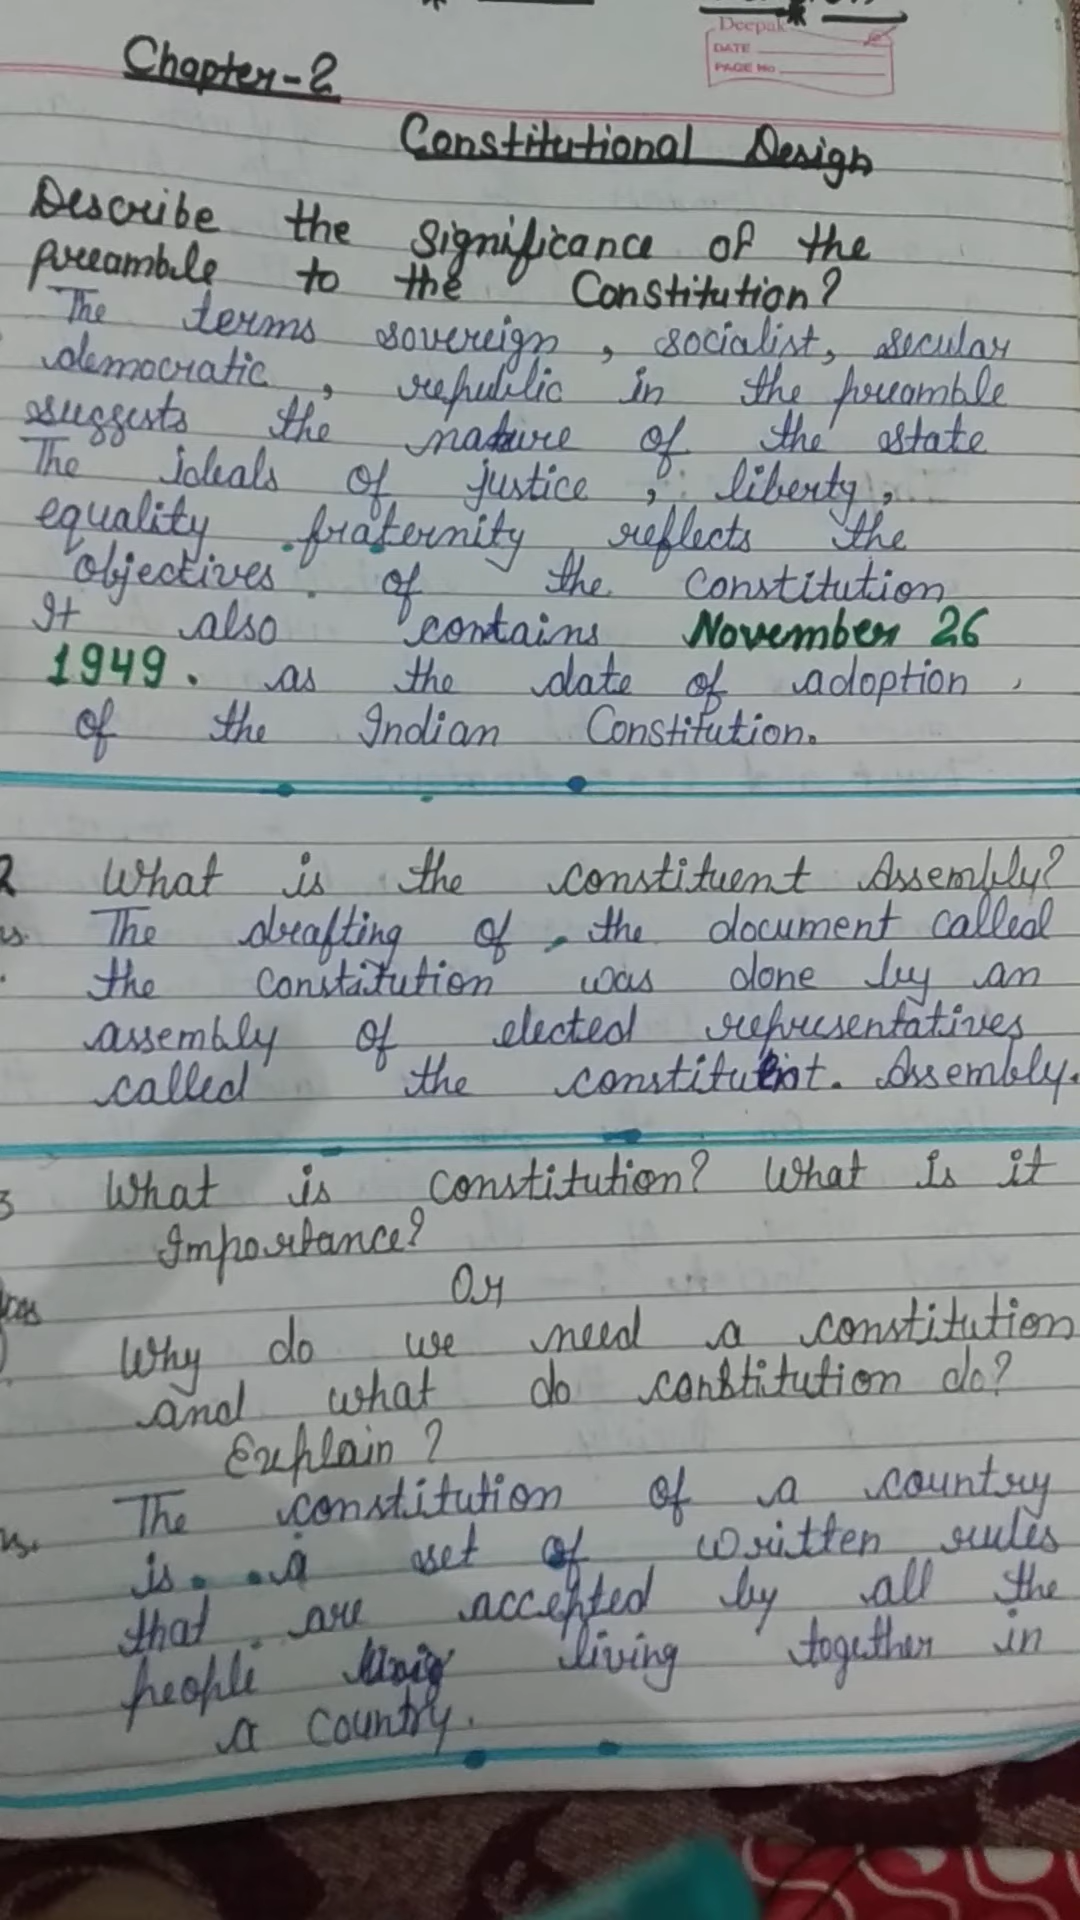 Deepak
DATE
PAGE No
Chapter-2
Constitutional Design
Describe the Significance of the
preamble to the Constitution?
The terms sovereign, socialist, secular
democratic, republic in the preamble
suggests the nature of the state
The ideals of justice, liberty,
equality fraternity reflects the
objectives of the constitution
It also contains November 26
1949. as the date of adoption
of the Indian Constitution.
2 What is the constituent Assembly?
The drafting of the document called
the constitution was done by an
assembly of elected representatives
called the constituent. Assembly.
3 What is constitution? What is it
Importance?
Or
Why do we need a constitution
and what do constitution do?
Explain?
The constitution of a country
is a set of written rules
that are accepted by all the
people living together in
a country.